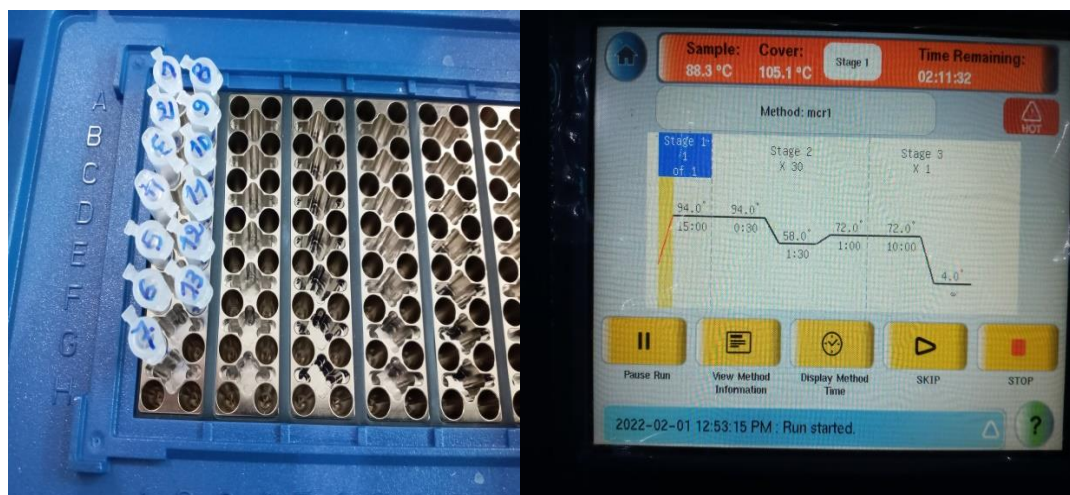 A
B
C
D
E
F
G
8
2
9
10
11
5
12
6
13
Sample:
88.3 °C
Cover:
105.1 °C
Stage 1
Time Remaining:
02:11:32
Method: mcr1
HOT
Stage 1
1
of 1
Stage 2
X 30
Stage 3
X 1
94.0°
15:00
94.0°
0:30
58.0°
1:30
72.0°
1:00
72.0°
10:00
4.0°
∞
Pause Run
View Method
Information
Display Method
Time
SKIP
STOP
2022-02-01 12:53:15 PM : Run started.
?